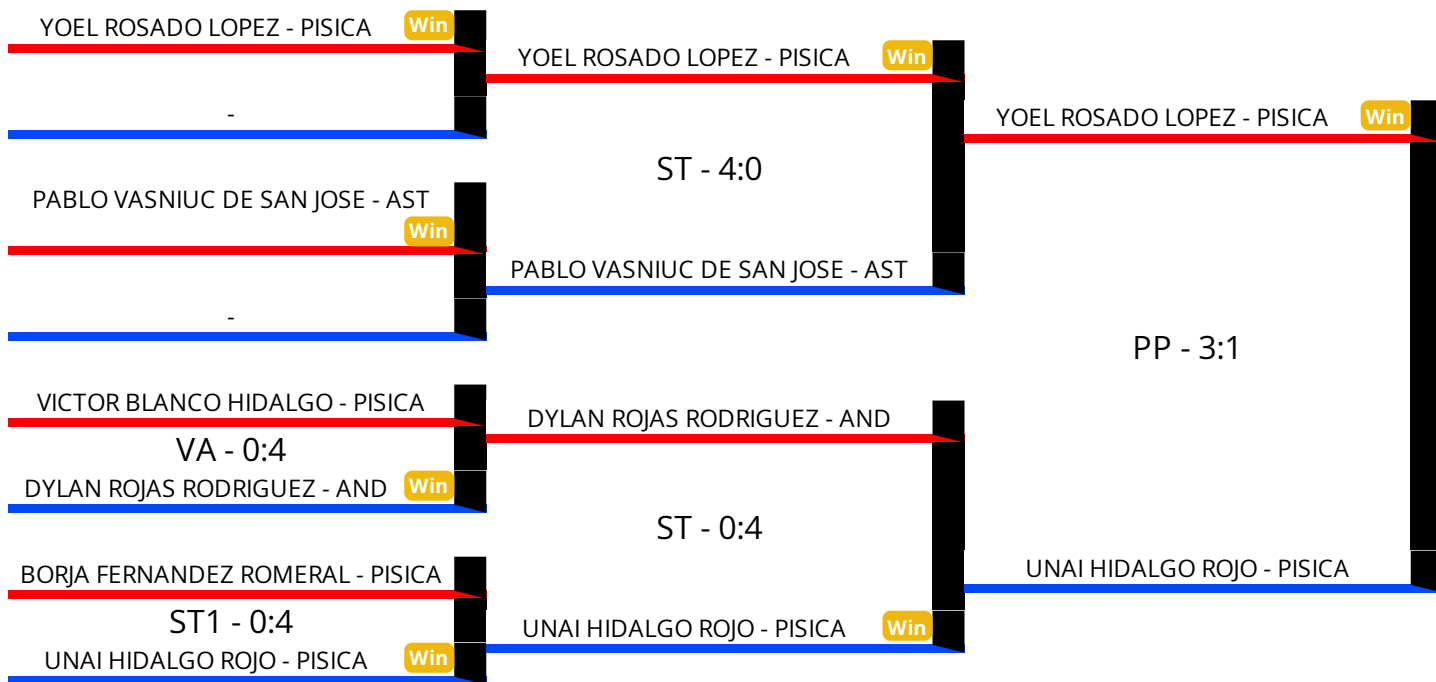 YOEL ROSADO LOPEZ - PISICA Win
-
PABLO VASNIUC DE SAN JOSE - AST
Win
-
VICTOR BLANCO HIDALGO - PISICA
VA - 0:4
DYLAN ROJAS RODRIGUEZ - AND Win
BORJA FERNANDEZ ROMERAL - PISICA
ST1 - 0:4
UNAI HIDALGO ROJO - PISICA Win
YOEL ROSADO LOPEZ - PISICA Win
ST - 4:0
PABLO VASNIUC DE SAN JOSE - AST
DYLAN ROJAS RODRIGUEZ - AND
ST - 0:4
UNAI HIDALGO ROJO - PISICA Win
YOEL ROSADO LOPEZ - PISICA Win
PP - 3:1
UNAI HIDALGO ROJO - PISICA